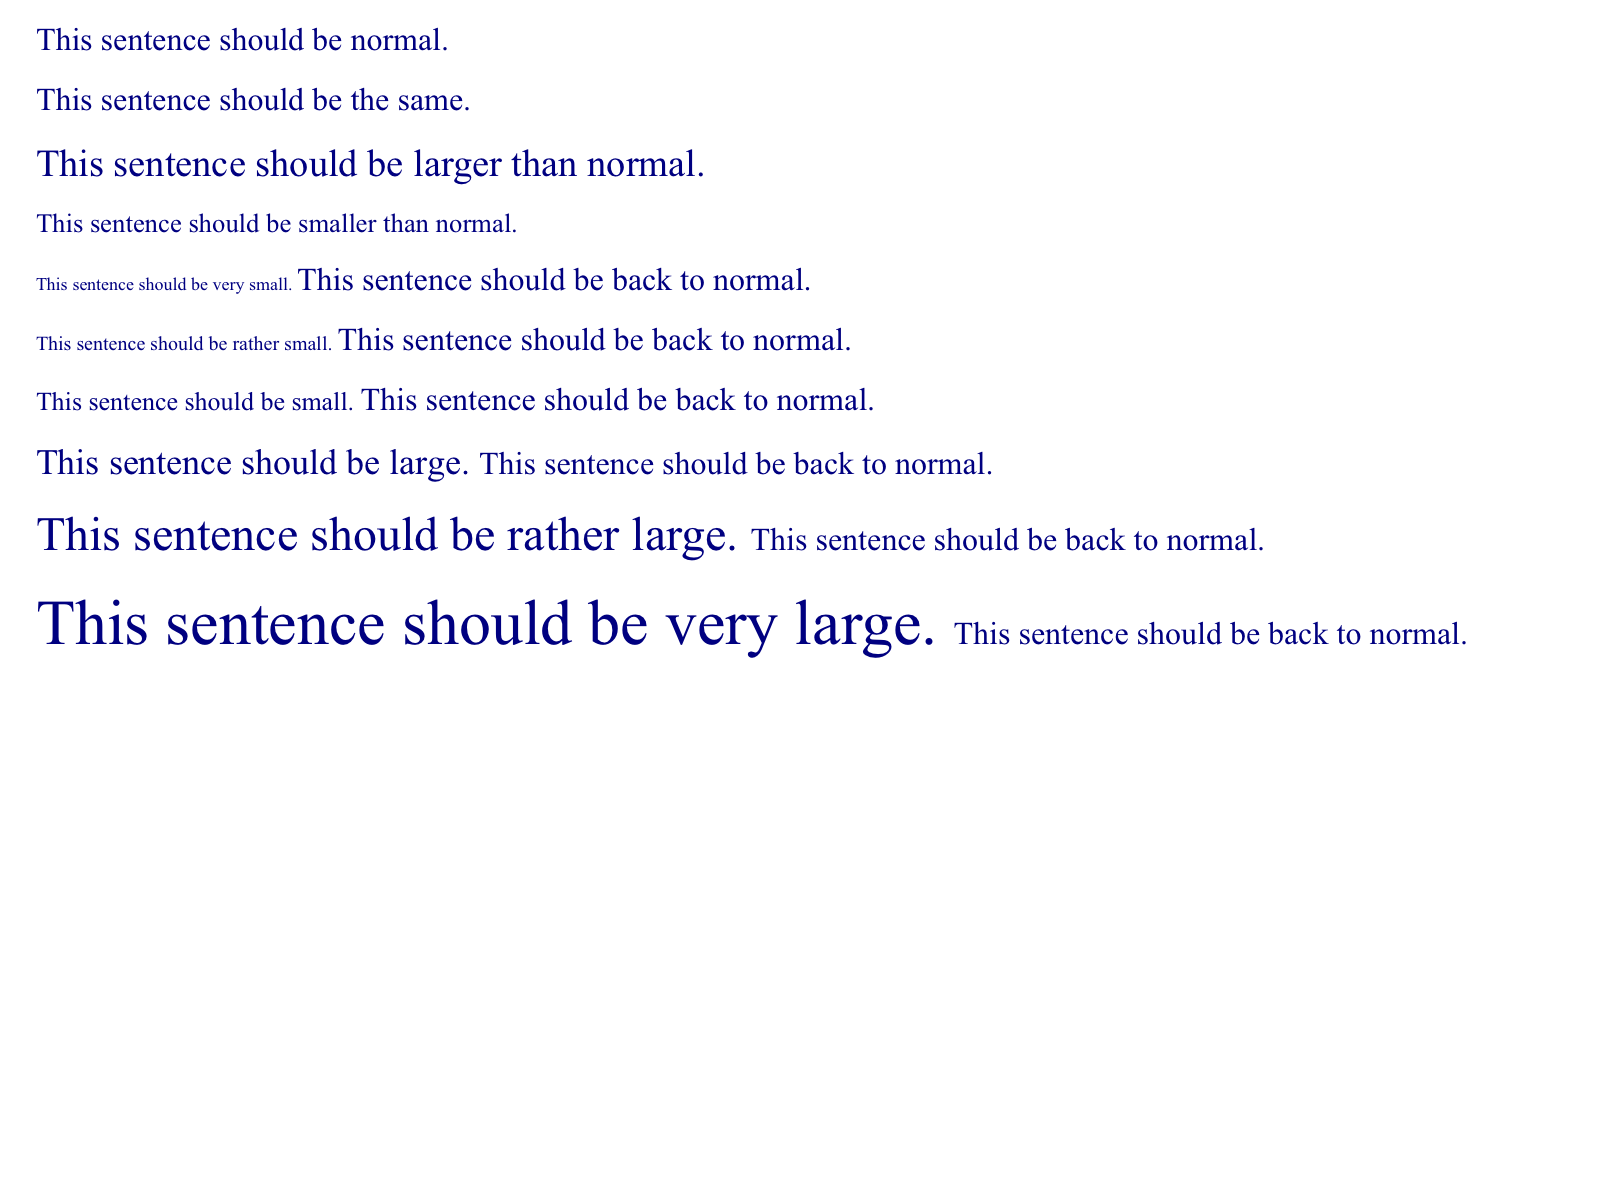 This sentence should be normal.
This sentence should be the same.
This sentence should be larger than normal.
This sentence should be smaller than normal.
This sentence should be very small. This sentence should be back to normal.
This sentence should be rather small. This sentence should be back to normal.
This sentence should be small. This sentence should be back to normal.
This sentence should be large. This sentence should be back to normal.
This sentence should be rather large. This sentence should be back to normal.
This sentence should be very large. This sentence should be back to normal.